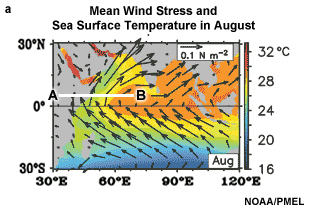 a
Mean Wind Stress and
Sea Surface Temperature in August
30°N
0.1 N m⁻²
32 °C
28
A
B
24
0°
20
Aug
30°S
16
30°E
60°E
90°E
120°E
NOAA/PMEL